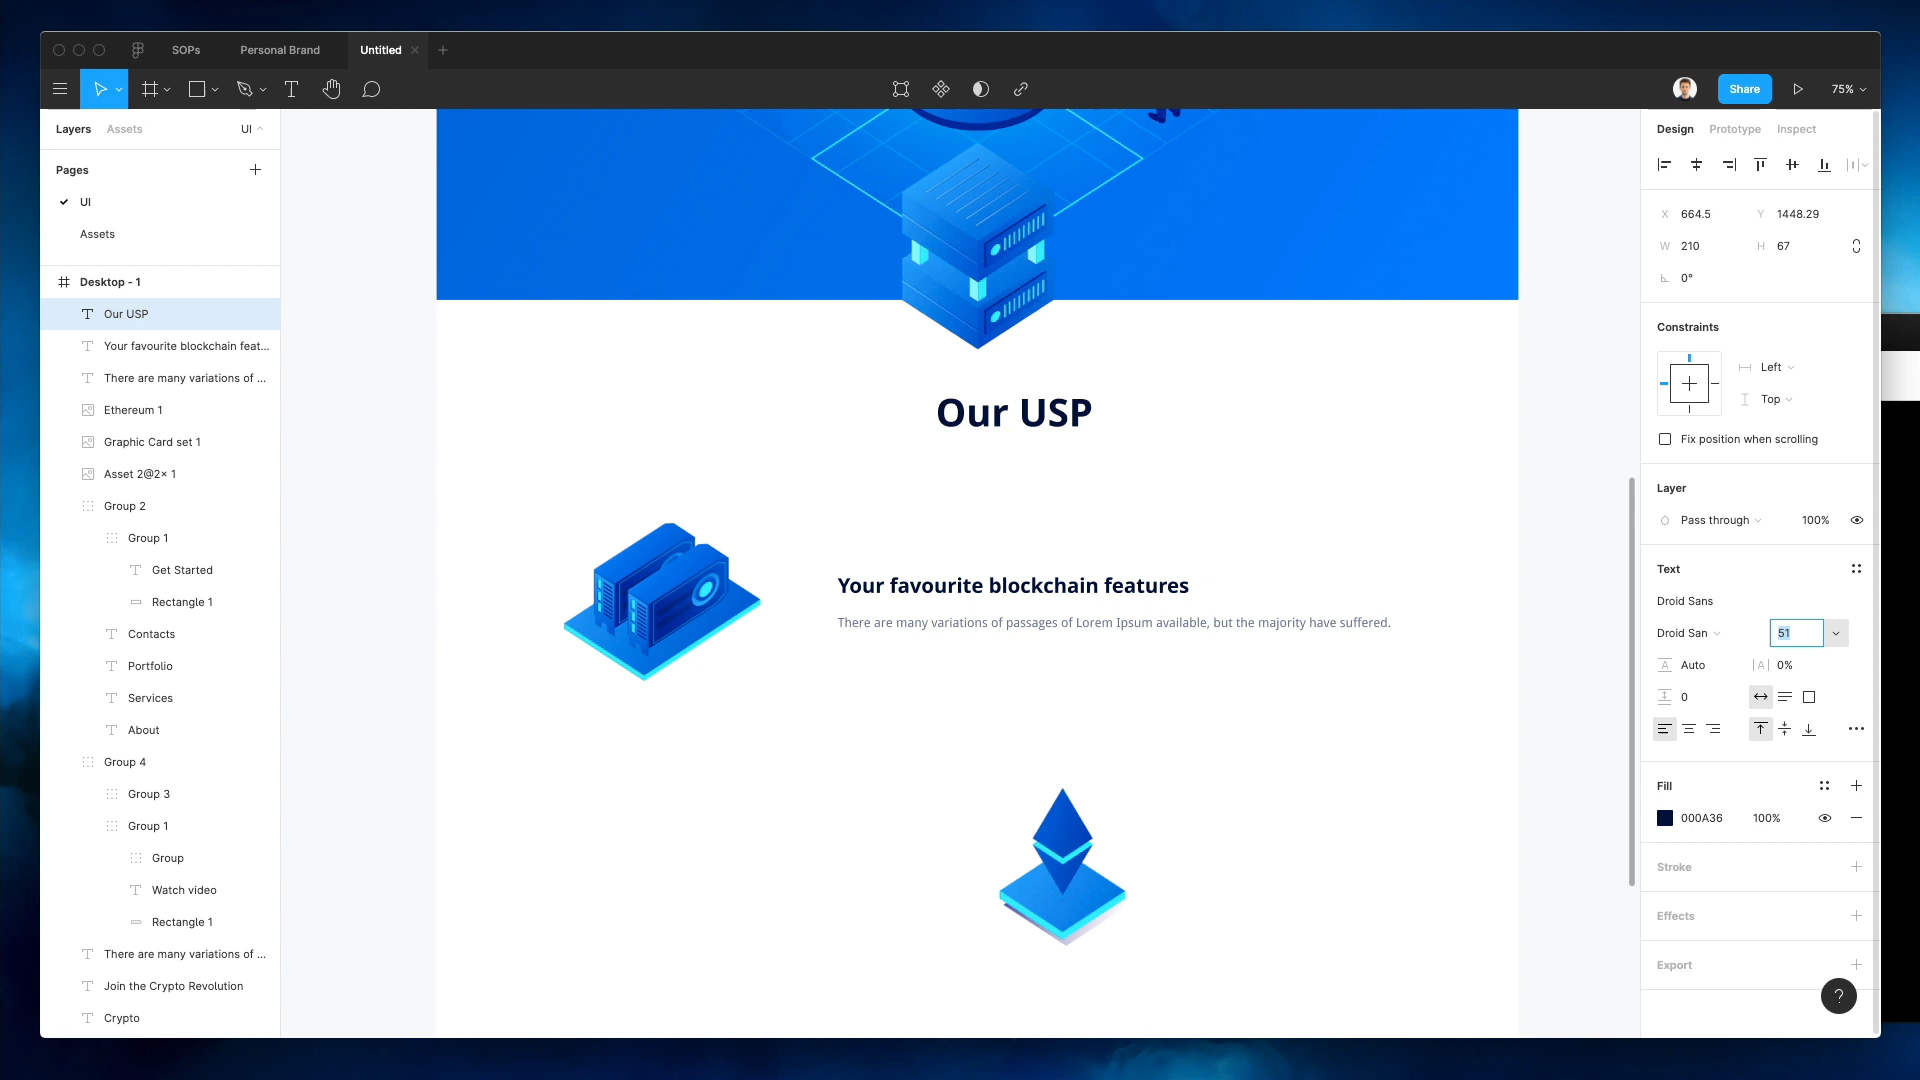 SOPs Personal Brand Untitled
Share 75%
Layers Assets UI
Pages
UI
Assets
Desktop - 1
Our USP
Your favourite blockchain feat...
There are many variations of ...
Ethereum 1
Graphic Card set 1
Asset 2@2x 1
Group 2
Group 1
Get Started
Rectangle 1
Contacts
Portfolio
Services
About
Group 4
Group 3
Group 1
Group
Watch video
Rectangle 1
There are many variations of ...
Join the Crypto Revolution
Crypto
Our USP
Your favourite blockchain features
There are many variations of passages of Lorem Ipsum available, but the majority have suffered.
Design Prototype Inspect
X 664.5 Y 1448.29
W 210 H 67
0°
Constraints
Left
Top
Fix position when scrolling
Layer
Pass through 100%
Text
Droid Sans
Droid San 51
A Auto |A| 0%
0
Fill
000A36 100%
Stroke
Effects
Export
?